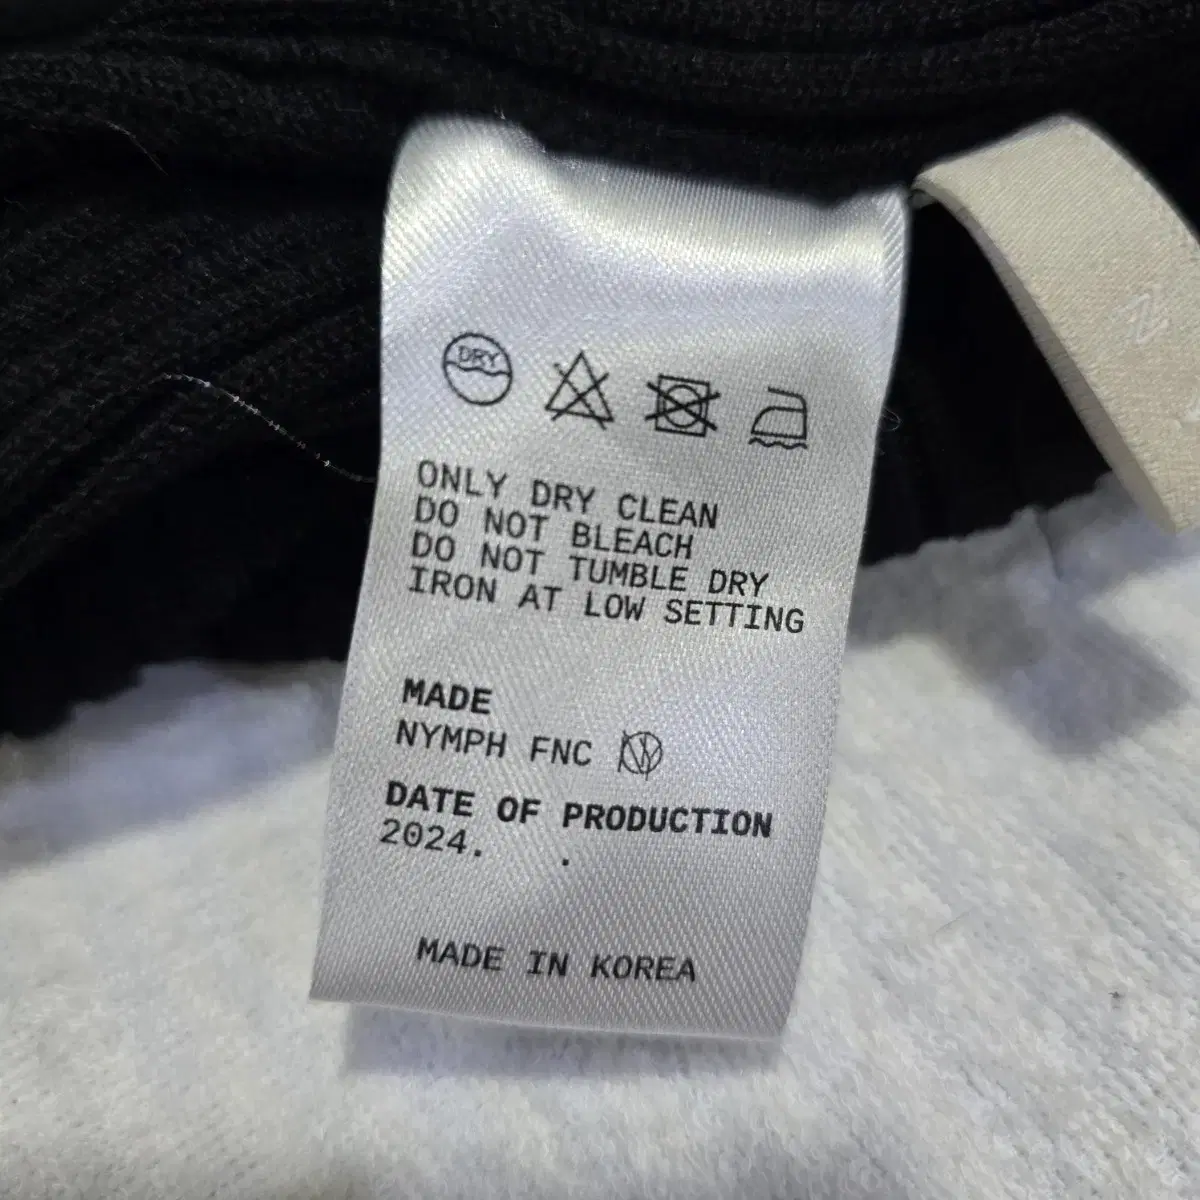 DRY
ONLY DRY CLEAN
DO NOT BLEACH
DO NOT TUMBLE DRY
IRON AT LOW SETTING
MADE
NYMPH FNC
DATE OF PRODUCTION
2024. .
MADE IN KOREA